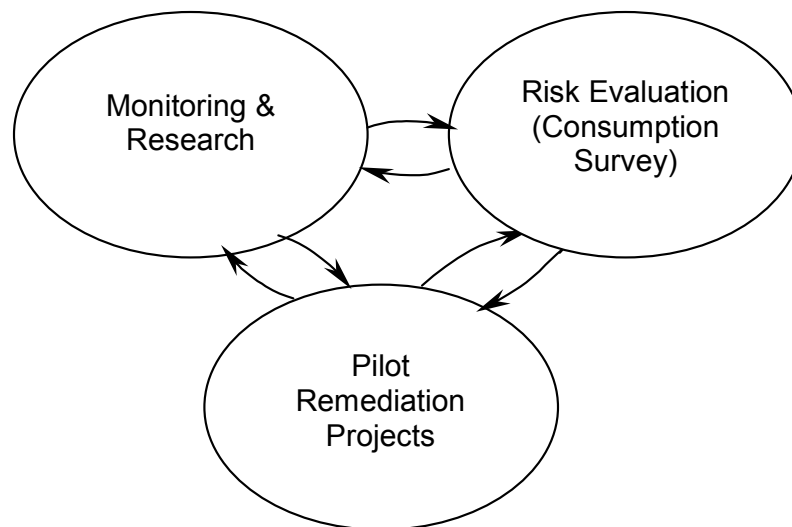 Monitoring &
Research
Risk Evaluation
(Consumption
Survey)
Pilot
Remediation
Projects